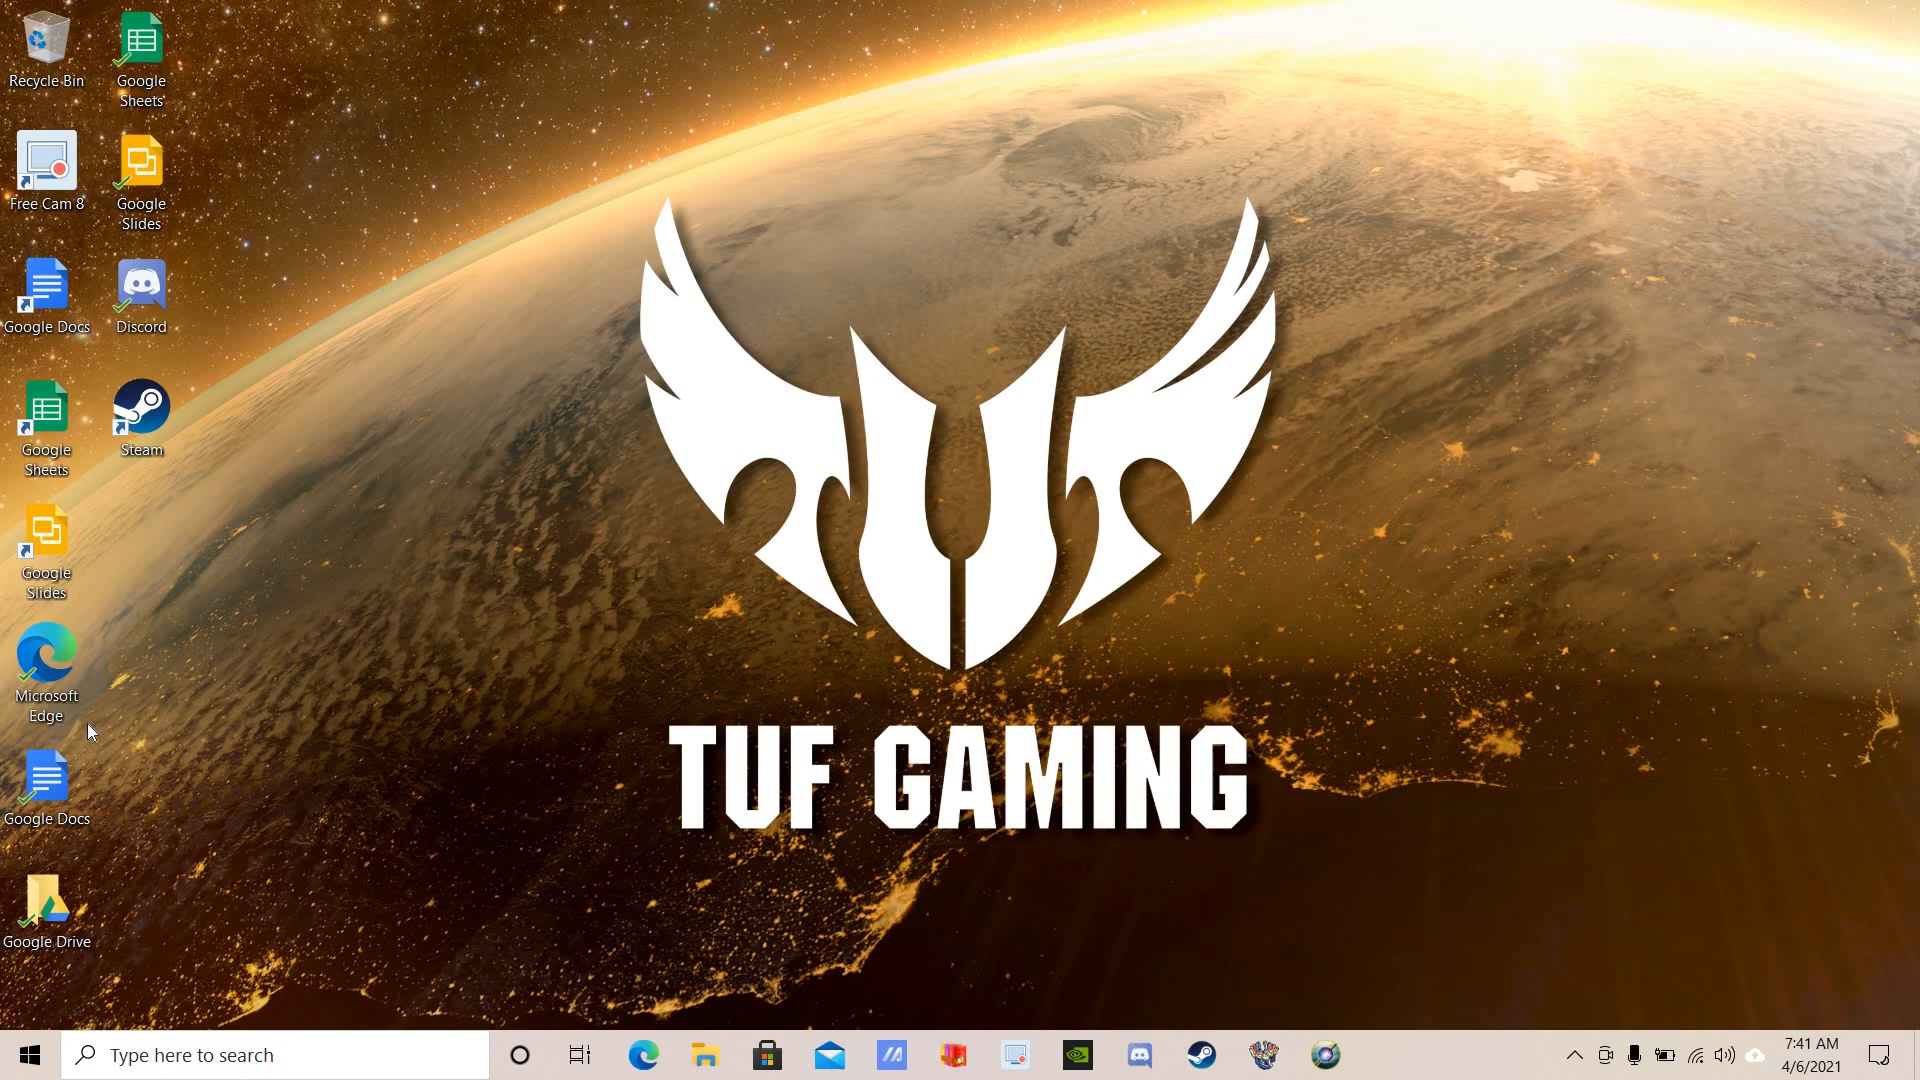 Recycle Bin
Google
Sheets
Free Cam 8
Google
Slides
Google Docs
Discord
Google
Sheets
Steam
Google
Slides
Microsoft
Edge
Google Docs
Google Drive
TUF GAMING
Type here to search
7:41 AM
4/6/2021